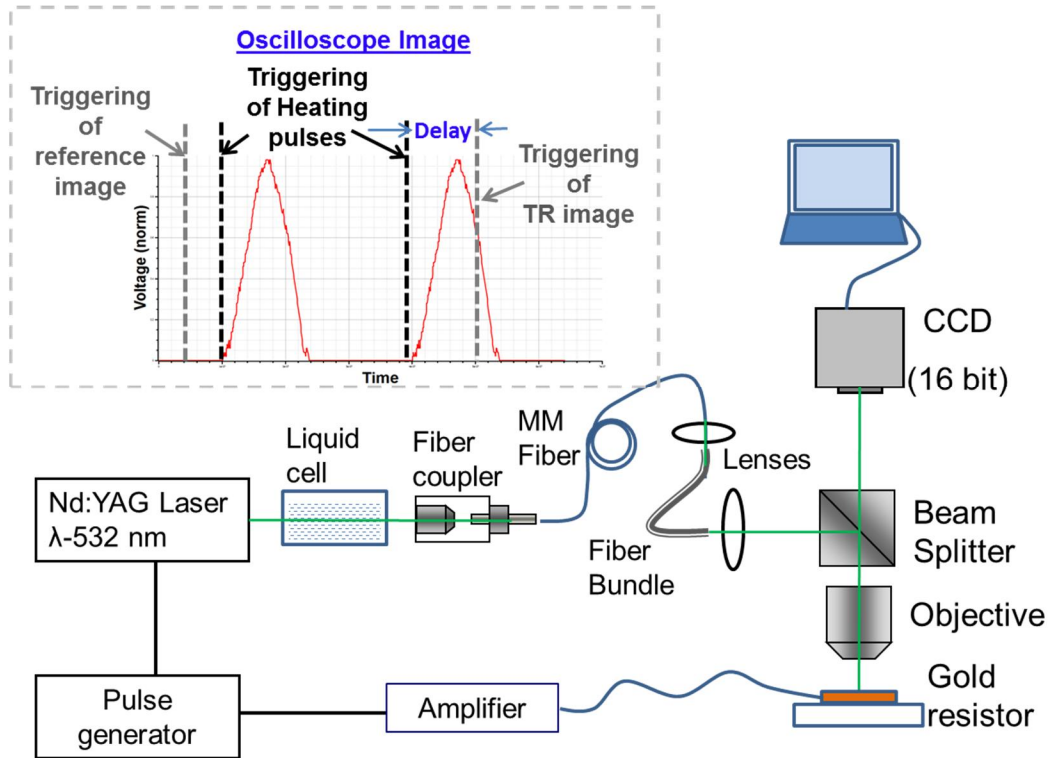 Oscilloscope Image
Triggering
of
reference
image
Triggering
of Heating
pulses
Delay
Triggering
of
TR image
Voltage (norm)
Time
CCD
(16 bit)
MM
Fiber
Liquid
cell
Fiber
coupler
Lenses
Nd:YAG Laser
λ-532 nm
Fiber
Bundle
Beam
Splitter
Objective
Gold
resistor
Pulse
generator
Amplifier